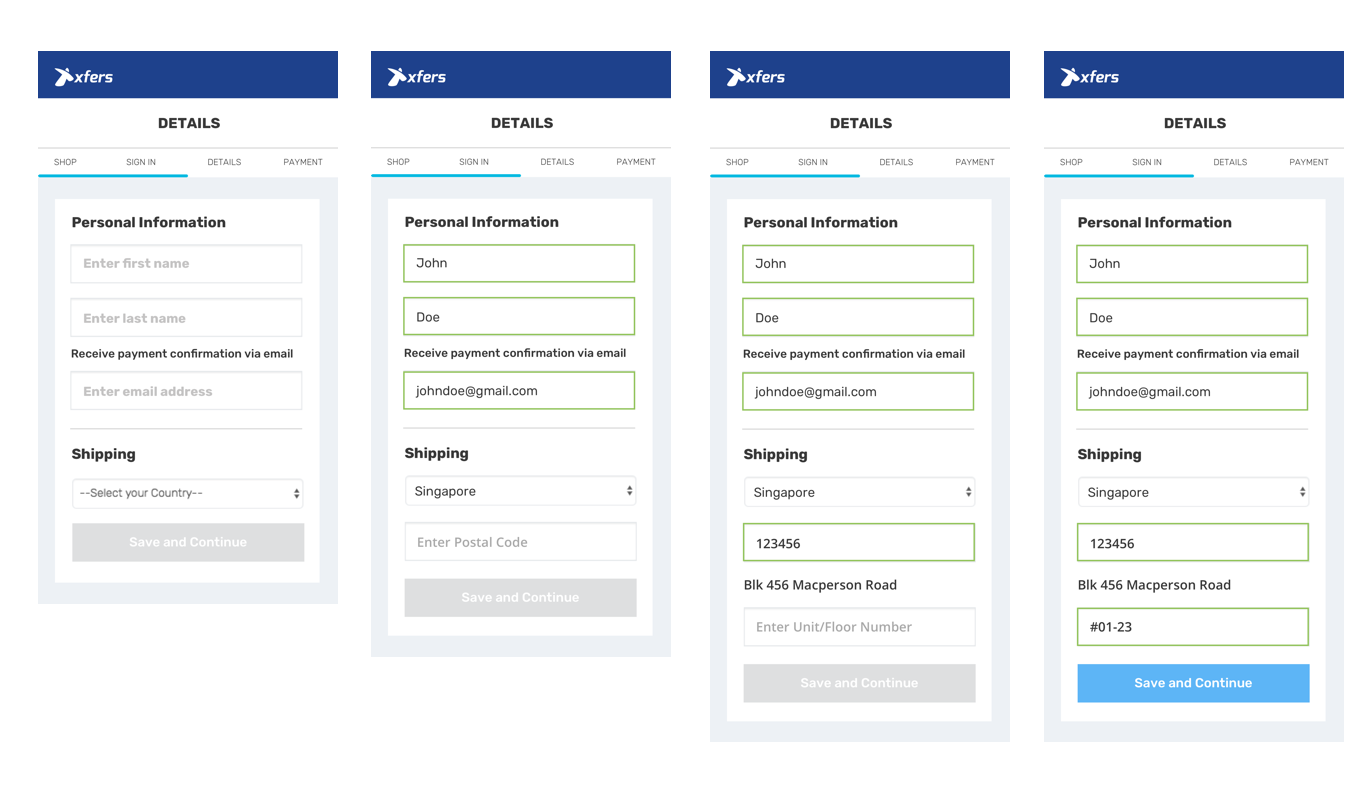 xfers
DETAILS
SHOP SIGN IN DETAILS PAYMENT
Personal Information
Enter first name
Enter last name
Receive payment confirmation via email
Enter email address
Shipping
--Select your Country--
Save and Continue
xfers
DETAILS
SHOP SIGN IN DETAILS PAYMENT
Personal Information
John
Doe
Receive payment confirmation via email
johndoe@gmail.com
Shipping
Singapore
Enter Postal Code
Save and Continue
xfers
DETAILS
SHOP SIGN IN DETAILS PAYMENT
Personal Information
John
Doe
Receive payment confirmation via email
johndoe@gmail.com
Shipping
Singapore
123456
Blk 456 Macperson Road
Enter Unit/Floor Number
Save and Continue
xfers
DETAILS
SHOP SIGN IN DETAILS PAYMENT
Personal Information
John
Doe
Receive payment confirmation via email
johndoe@gmail.com
Shipping
Singapore
123456
Blk 456 Macperson Road
#01-23
Save and Continue